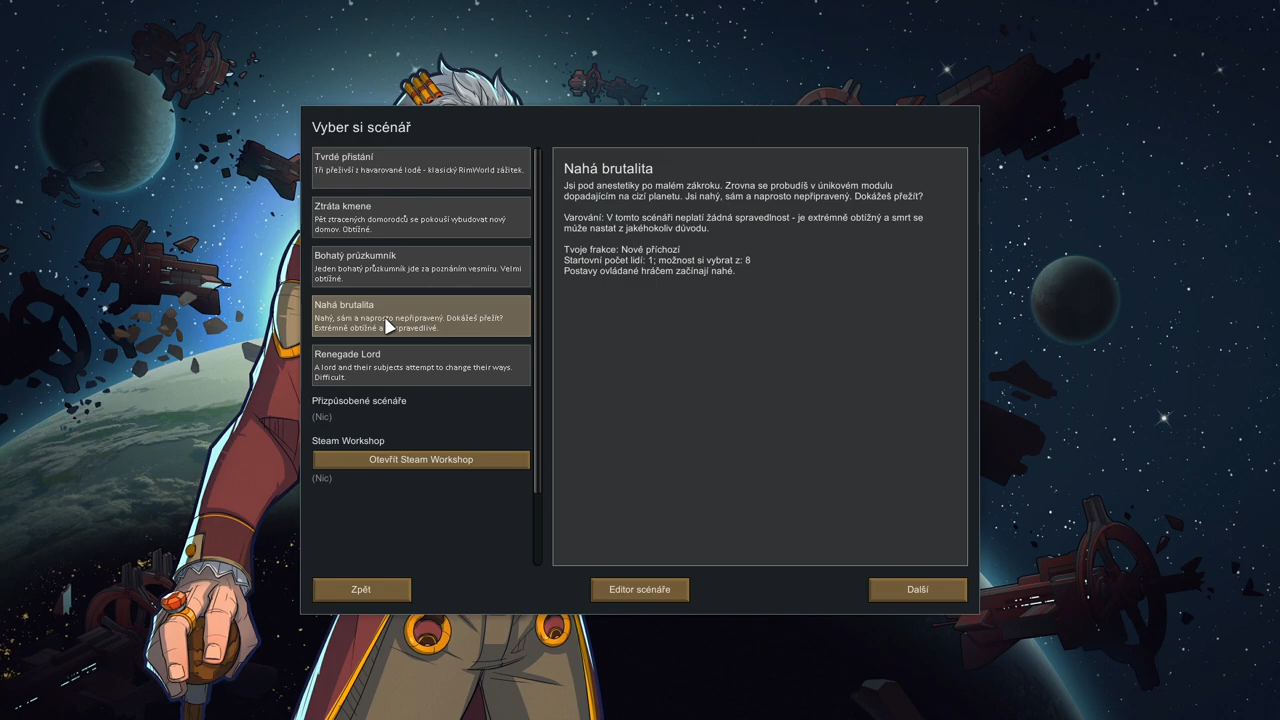 Vyber si scénář
Tvrdé přistání
Tři přeživší z havarované lodě - klasický RimWorld zážitek.
Ztráta kmene
Pět ztracených domorodců se pokouší vybudovat nový
domov. Obtížné.
Bohatý průzkumník
Jeden bohatý průzkumník jde za poznáním vesmíru. Velmi
obtížné.
Nahá brutalita
Nahý, sám a naprosto nepřipravený. Dokážeš přežít?
Extrémně obtížné a nespravedlivé.
Renegade Lord
A lord and their subjects attempt to change their ways.
Difficult.
Přizpůsobené scénáře
(Nic)
Steam Workshop
Otevřít Steam Workshop
(Nic)
Nahá brutalita
Jsi pod anestetiky po malém zákroku. Zrovna se probudíš v únikovém modulu
dopadajícím na cizí planetu. Jsi nahý, sám a naprosto nepřipravený. Dokážeš přežít?
Varování: V tomto scénáři neplatí žádná spravedlnost - je extrémně obtížný a smrt se
může nastat z jakéhokoliv důvodu.
Tvoje frakce: Nově příchozí
Startovní počet lidí: 1; možnost si vybrat z: 8
Postavy ovládané hráčem začínají nahé.
Zpět
Editor scénáře
Další